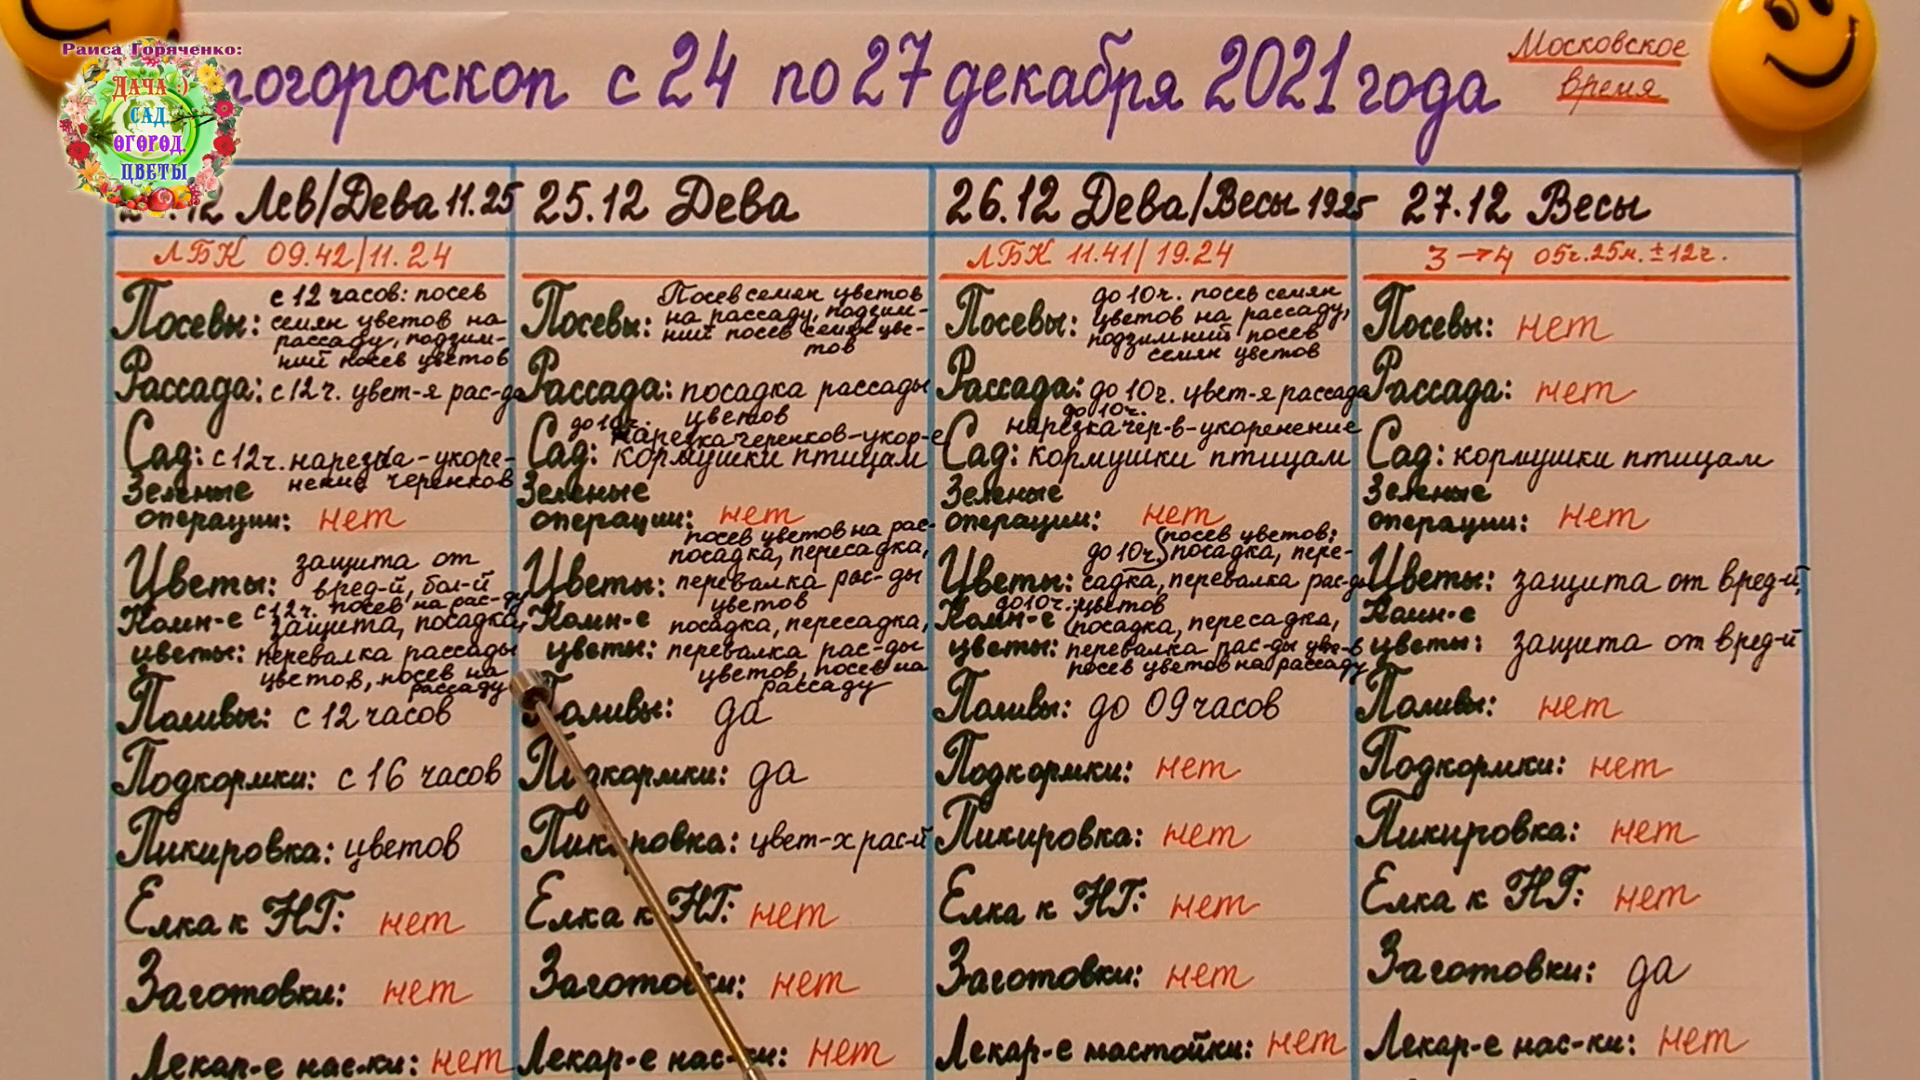 Раиса Горяченко:
Дача :)
САД.
ОГОРОД.
ЦВЕТЫ
гогороскоп с 24 по 27 декабря 2021 года
Московское
время
Лев/Дева 11.25
ЛБК 09.42/11.24
Посевы: с 12 часов: посев
семян цветов на
рассаду, подзим-
ний посев цветов
Рассада: с 12ч. цвет-я рас-да
Сад: с 12ч. нарезка - укоре-
нение черенков
Зеленые
операции: нет
Цветы: защита от
вред-й, бол-й
Комн-е с 12ч. посев на рас-ду
защита, посадка,
цветы: перевалка рассады
цветов, посев на
рассаду
Поливы: с 12 часов
Подкормки: с 16 часов
Пикировка: цветов
Елка к НГ: нет
Заготовки: нет
Лекар-е нас-ки: нет
25.12 Дева
Посевы: Посев семян цветов
на рассаду, подзим-
ний посев семян цве-
тов
Рассада: посадка рассады
цветов
до 10ч.
нарезка черенков-укор-е
Сад: кормушки птицам
Зеленые
операции: нет
посев цветов на рас-
посадка, пересадка,
Цветы: перевалка рас-ды
цветов
Комн-е посадка, пересадка,
цветы: перевалка рас-ды
цветов, посев на
рассаду
Поливы: да
Подкормки: да
Пикировка: цвет-х рас-й
Елка к НГ: нет
Заготовки: нет
Лекар-е нас-ки: нет
26.12 Дева/Весы 19 25
ЛБК 11.41/19.24
Посевы: до 10ч. посев семян
цветов на рассаду,
подзимний посев
семян цветов
Рассада: до 10ч. цвет-я рассада
до 10ч.
нарезка чер-в-укоренение
Сад: кормушки птицам
Зеленые
операции: нет
посев цветов;
до 10ч. посадка, пере-
Цветы: садка, перевалка рас-ды
до 10ч. цветов
Комн-е посадка, пересадка,
цветы: перевалка рас-ды цве-в
посев цветов на рассаду
Поливы: до 09 часов
Подкормки: нет
Пикировка: нет
Елка к НГ: нет
Заготовки: нет
Лекар-е настойки: нет
27.12 Весы
3 → 4 05ч.25м. ± 12ч.
Посевы: нет
Рассада: нет
Сад: кормушки птицам
Зеленые
операции: нет
Цветы: защита от вред-й,
Комн-е
цветы: защита от вред-й
Поливы: нет
Подкормки: нет
Пикировка: нет
Елка к НГ: нет
Заготовки: да
Лекар-е нас-ки: нет